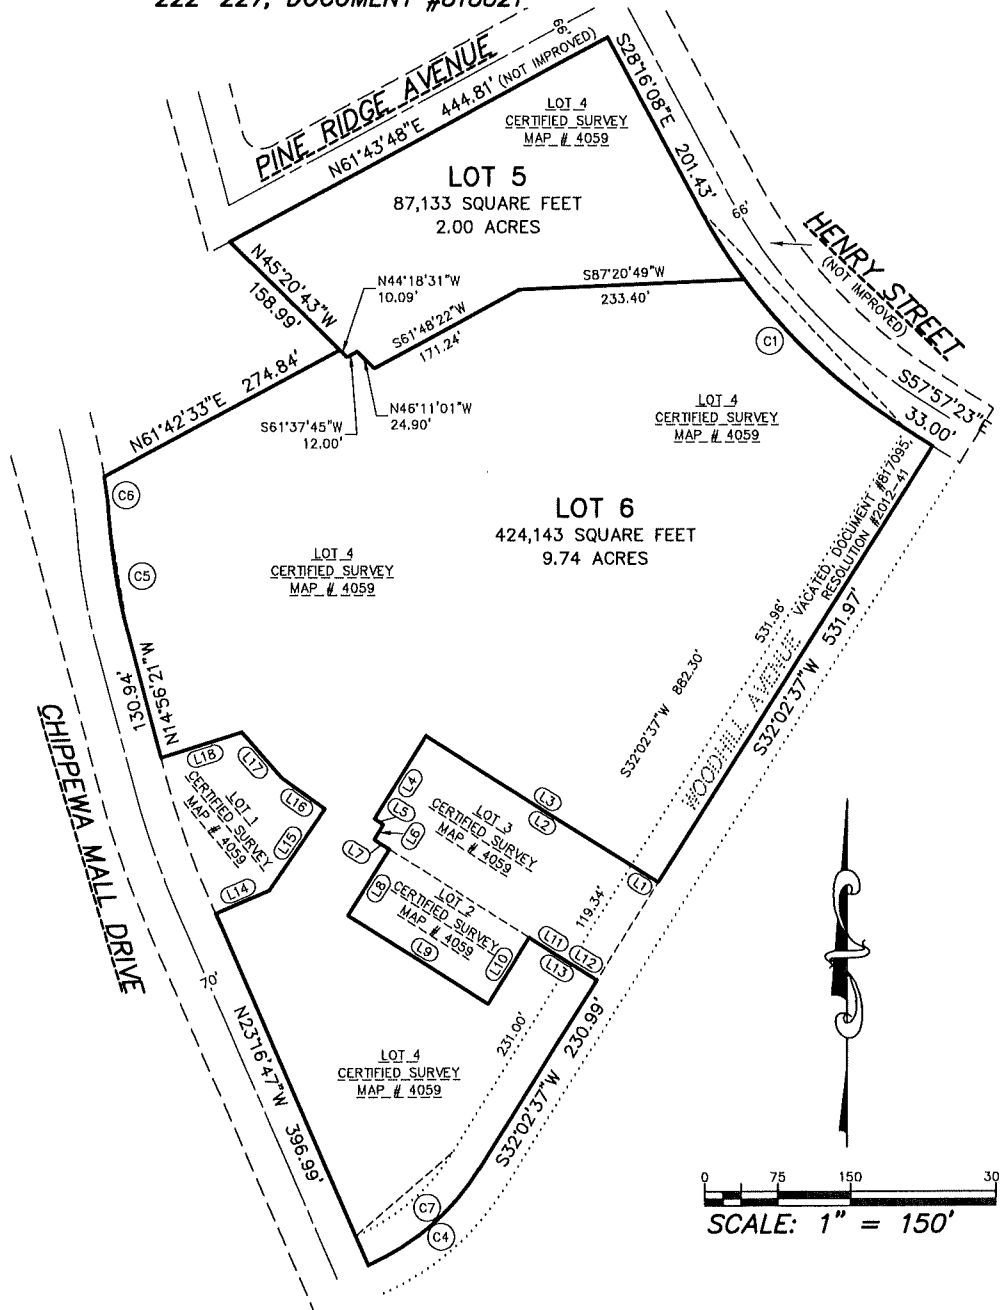 222-227, DOCUMENT #818821
PINE RIDGE AVENUE
66'
N61°43'48"E 444.81' (NOT IMPROVED)
S28°16'08"E 201.43'
LOT 4
CERTIFIED SURVEY
MAP # 4059
LOT 5
87,133 SQUARE FEET
2.00 ACRES
66'
HENRY STREET
(NOT IMPROVED)
N45°20'43"W
158.99'
N44°18'31"W
10.09'
S87°20'49"W
233.40'
S61°48'22"W
171.24'
C1
N61°42'33"E 274.84'
S61°37'45"W
12.00'
N46°11'01"W
24.90'
S57°57'23"E
33.00'
LOT 4
CERTIFIED SURVEY
MAP # 4059
C6
C5
LOT 6
424,143 SQUARE FEET
9.74 ACRES
LOT 4
CERTIFIED SURVEY
MAP # 4059
VACATED, DOCUMENT #817095,
RESOLUTION #2012-41
WOODHILL AVENUE
531.96'
S32°02'37"W 531.97'
S32°02'37"W 882.30'
N14°56'21"W
130.94'
CHIPPEWA MALL DRIVE
L18
L17
L16
L15
L14
LOT 1
CERTIFIED SURVEY
MAP # 4059
L4
L5
L6
L7
L3
L2
L1
LOT 3
CERTIFIED SURVEY
MAP # 4059
L8
LOT 2
CERTIFIED SURVEY
MAP # 4059
L9
L10
L11
L12
L13
119.34'
70'
N23°16'47"W 396.99'
231.00'
S32°02'37"W 230.99'
LOT 4
CERTIFIED SURVEY
MAP # 4059
C7
C4
0 75 150 30
SCALE: 1" = 150'